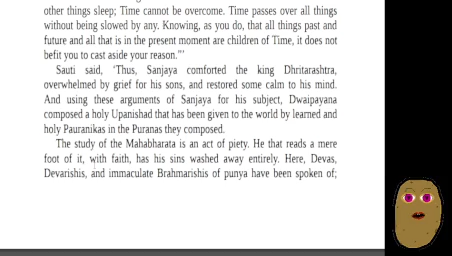 other things sleep; Time cannot be overcome. Time passes over all things
without being slowed by any. Knowing, as you do, that all things past and
future and all that is in the present moment are children of Time, it does not
befit you to cast aside your reason.”’
Sauti said, ‘Thus, Sanjaya comforted the king Dhritarashtra,
overwhelmed by grief for his sons, and restored some calm to his mind.
And using these arguments of Sanjaya for his subject, Dwaipayana
composed a holy Upanishad that has been given to the world by learned and
holy Pauranikas in the Puranas they composed.
The study of the Mahabharata is an act of piety. He that reads a mere
foot of it, with faith, has his sins washed away entirely. Here, Devas,
Devarishis, and immaculate Brahmarishis of punya have been spoken of;